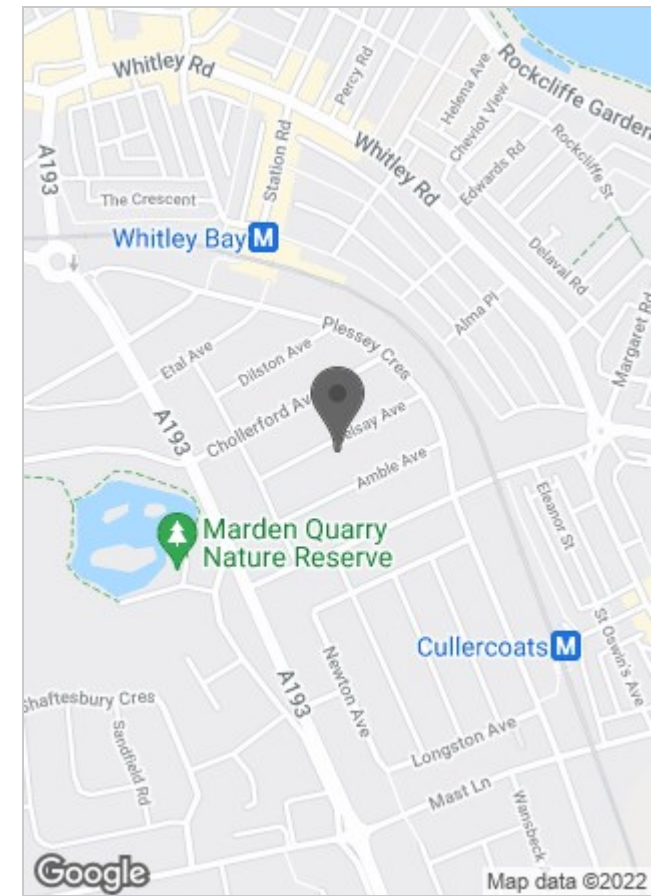 Whitley Rd
Percy Rd
Helena Ave
Cheviot View
Rockcliffe Garden
A193
Station Rd
Whitley Rd
Edwards Rd
Rockcliffe St
The Crescent
Whitley Bay M
Delaval Rd
Alma Pl
Margaret Rd
Plessey Cres
Etal Ave
Dilston Ave
Chollerford Av
elsay Ave
A193
Amble Ave
Eleanor St
Marden Quarry
Nature Reserve
Cullercoats M
St Oswin's Ave
A193
Newton Ave
Shaftesbury Cres
Sandfield Rd
Longston Ave
Mast Ln
Wansbeck
Google
Map data ©2022